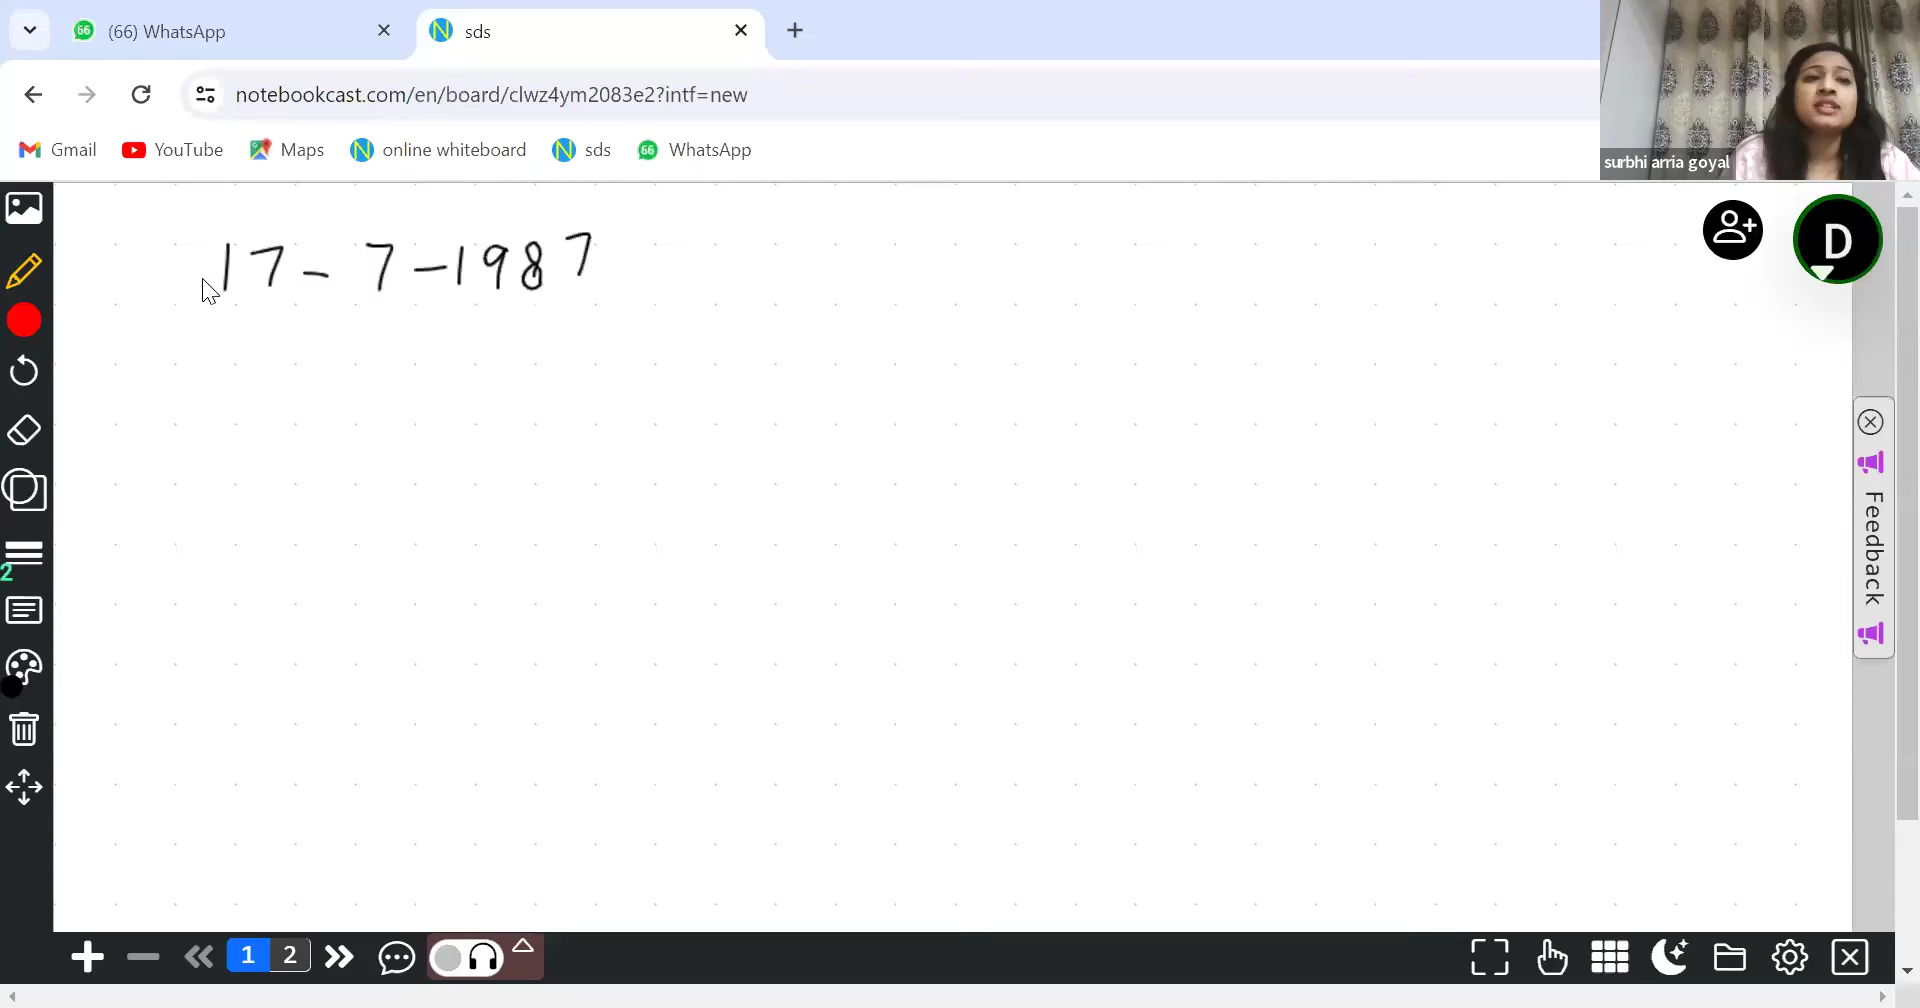 (66) WhatsApp
sds
notebookcast.com/en/board/clwz4ym2083e2?intf=new
Gmail
YouTube
Maps
online whiteboard
sds
66
WhatsApp
surbhi arria goyal
17 - 7 - 1987
D
2
Feedback
1
2